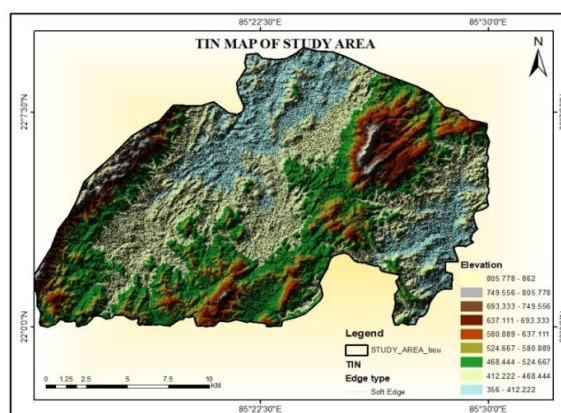 85°22'30"E
85°30'0"E
TIN MAP OF STUDY AREA
N
22°7'30"N
22°0'0"N
Elevation
805.778 - 862
749.556 - 805.778
693.333 - 749.556
637.111 - 693.333
580.889 - 637.111
524.667 - 580.889
468.444 - 524.667
412.222 - 468.444
356 - 412.222
Legend
STUDY_AREA_bou
TIN
Edge type
Soft Edge
0 1.25 2.5 5 7.5 10
KM
85°22'30"E
85°30'0"E